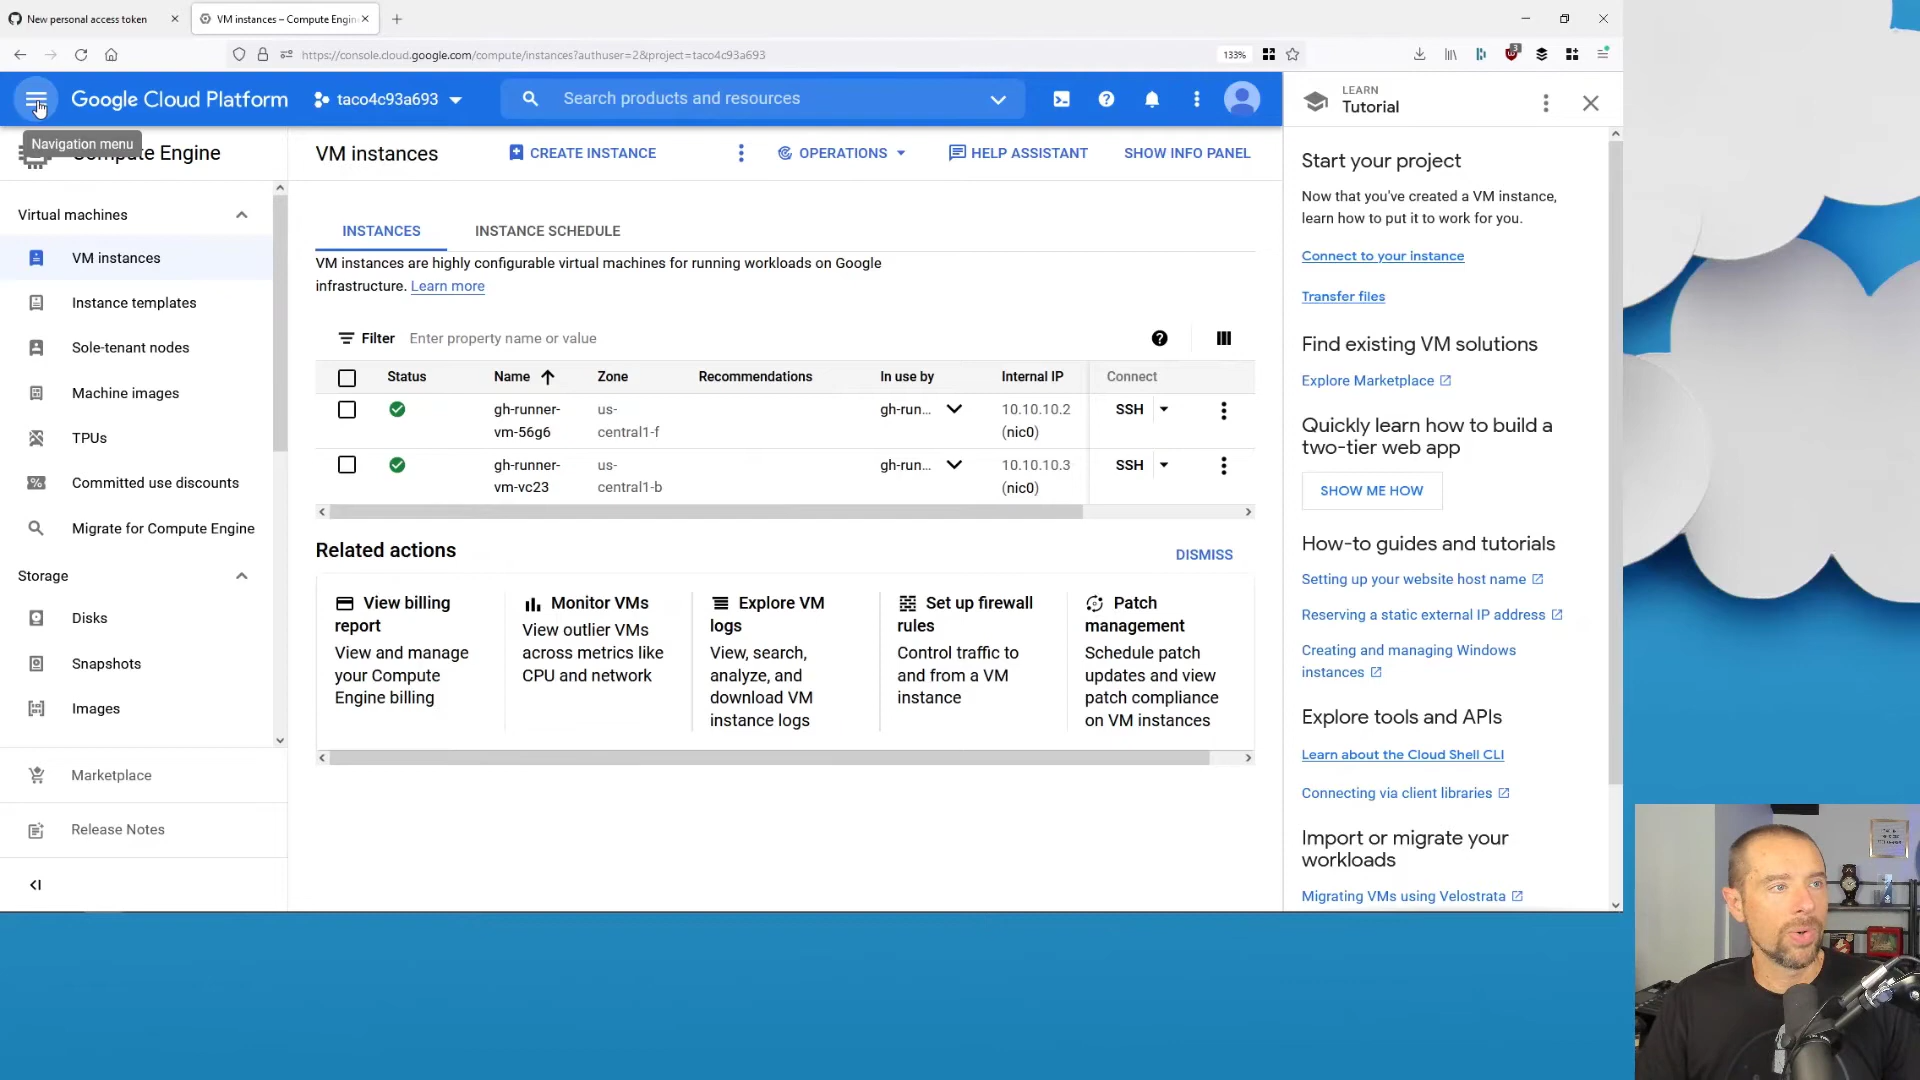 New personal access token
VM instances – Compute Engin
https://console.cloud.google.com/compute/instances?authuser=2&project=taco4c93a693
133%
3
Google Cloud Platform
taco4c93a693
Search products and resources
LEARN
Tutorial
Navigation menu
Compute Engine
VM instances
CREATE INSTANCE
OPERATIONS
HELP ASSISTANT
SHOW INFO PANEL
Virtual machines
VM instances
Instance templates
Sole-tenant nodes
Machine images
TPUs
Committed use discounts
Migrate for Compute Engine
Storage
Disks
Snapshots
Images
Marketplace
Release Notes
INSTANCES
INSTANCE SCHEDULE
VM instances are highly configurable virtual machines for running workloads on Google
infrastructure. Learn more
Filter Enter property name or value
Status Name Zone Recommendations In use by Internal IP Connect
gh-runner- us- gh-run... 10.10.10.2 SSH
vm-56g6 central1-f (nic0)
gh-runner- us- gh-run... 10.10.10.3 SSH
vm-vc23 central1-b (nic0)
Related actions
DISMISS
View billing
report
View and manage
your Compute
Engine billing
Monitor VMs
View outlier VMs
across metrics like
CPU and network
Explore VM
logs
View, search,
analyze, and
download VM
instance logs
Set up firewall
rules
Control traffic to
and from a VM
instance
Patch
management
Schedule patch
updates and view
patch compliance
on VM instances
Start your project
Now that you've created a VM instance,
learn how to put it to work for you.
Connect to your instance
Transfer files
Find existing VM solutions
Explore Marketplace
Quickly learn how to build a
two-tier web app
SHOW ME HOW
How-to guides and tutorials
Setting up your website host name
Reserving a static external IP address
Creating and managing Windows
instances
Explore tools and APIs
Learn about the Cloud Shell CLI
Connecting via client libraries
Import or migrate your
workloads
Migrating VMs using Velostrata